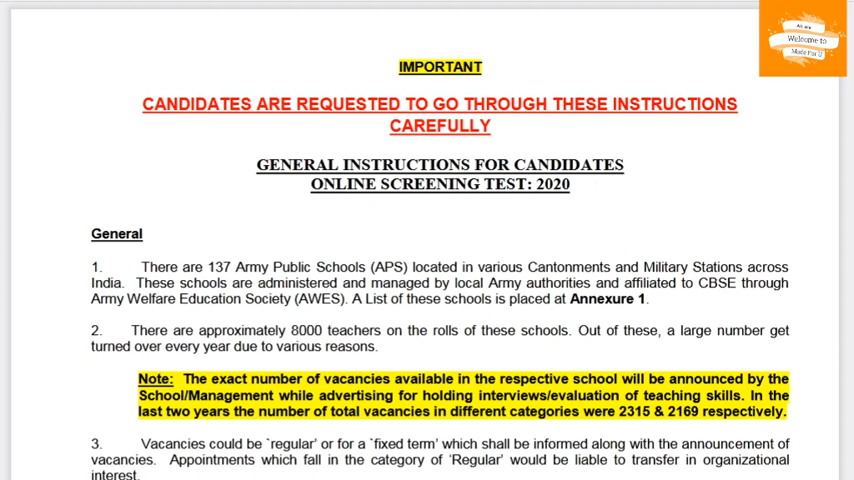 All are
Welcome to
Made For U
IMPORTANT
CANDIDATES ARE REQUESTED TO GO THROUGH THESE INSTRUCTIONS
CAREFULLY
GENERAL INSTRUCTIONS FOR CANDIDATES
ONLINE SCREENING TEST: 2020
General
1. There are 137 Army Public Schools (APS) located in various Cantonments and Military Stations across
India. These schools are administered and managed by local Army authorities and affiliated to CBSE through
Army Welfare Education Society (AWES). A List of these schools is placed at Annexure 1.
2. There are approximately 8000 teachers on the rolls of these schools. Out of these, a large number get
turned over every year due to various reasons.
Note: The exact number of vacancies available in the respective school will be announced by the
School/Management while advertising for holding interviews/evaluation of teaching skills. In the
last two years the number of total vacancies in different categories were 2315 & 2169 respectively.
3. Vacancies could be `regular' or for a `fixed term' which shall be informed along with the announcement of
vacancies. Appointments which fall in the category of 'Regular' would be liable to transfer in organizational
interest.